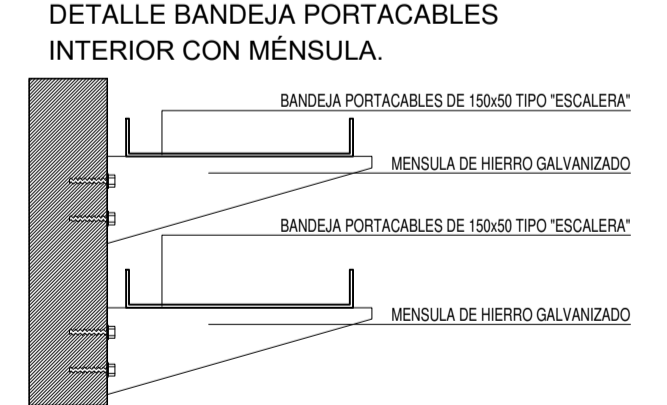 DETALLE BANDEJA PORTACABLES
INTERIOR CON MÉNSULA.
BANDEJA PORTACABLES DE 150x50 TIPO "ESCALERA"
MENSULA DE HIERRO GALVANIZADO
BANDEJA PORTACABLES DE 150x50 TIPO "ESCALERA"
MENSULA DE HIERRO GALVANIZADO